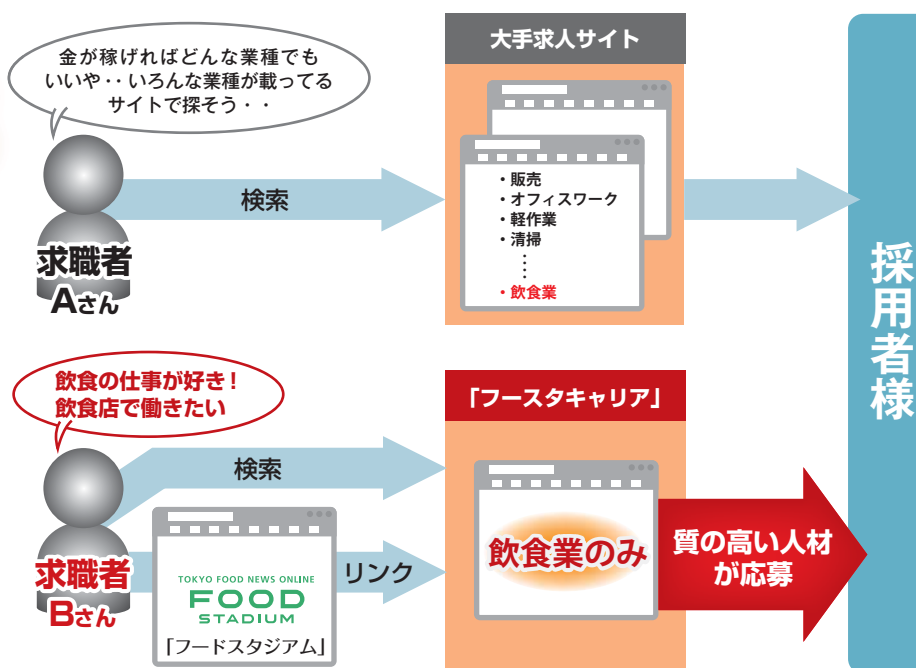 金が稼げればどんな業種でも
いいや‥いろんな業種が載ってる
サイトで探そう・・
求職者
Aさん
検索
大手求人サイト
・販売
・オフィスワーク
・軽作業
・清掃
⋮
・飲食業
採用者様
飲食の仕事が好き！
飲食店で働きたい
求職者
Bさん
検索
TOKYO FOOD NEWS ONLINE
FOOD
STADIUM
「フードスタジアム」
リンク
「フースタキャリア」
飲食業のみ
質の高い人材
が応募